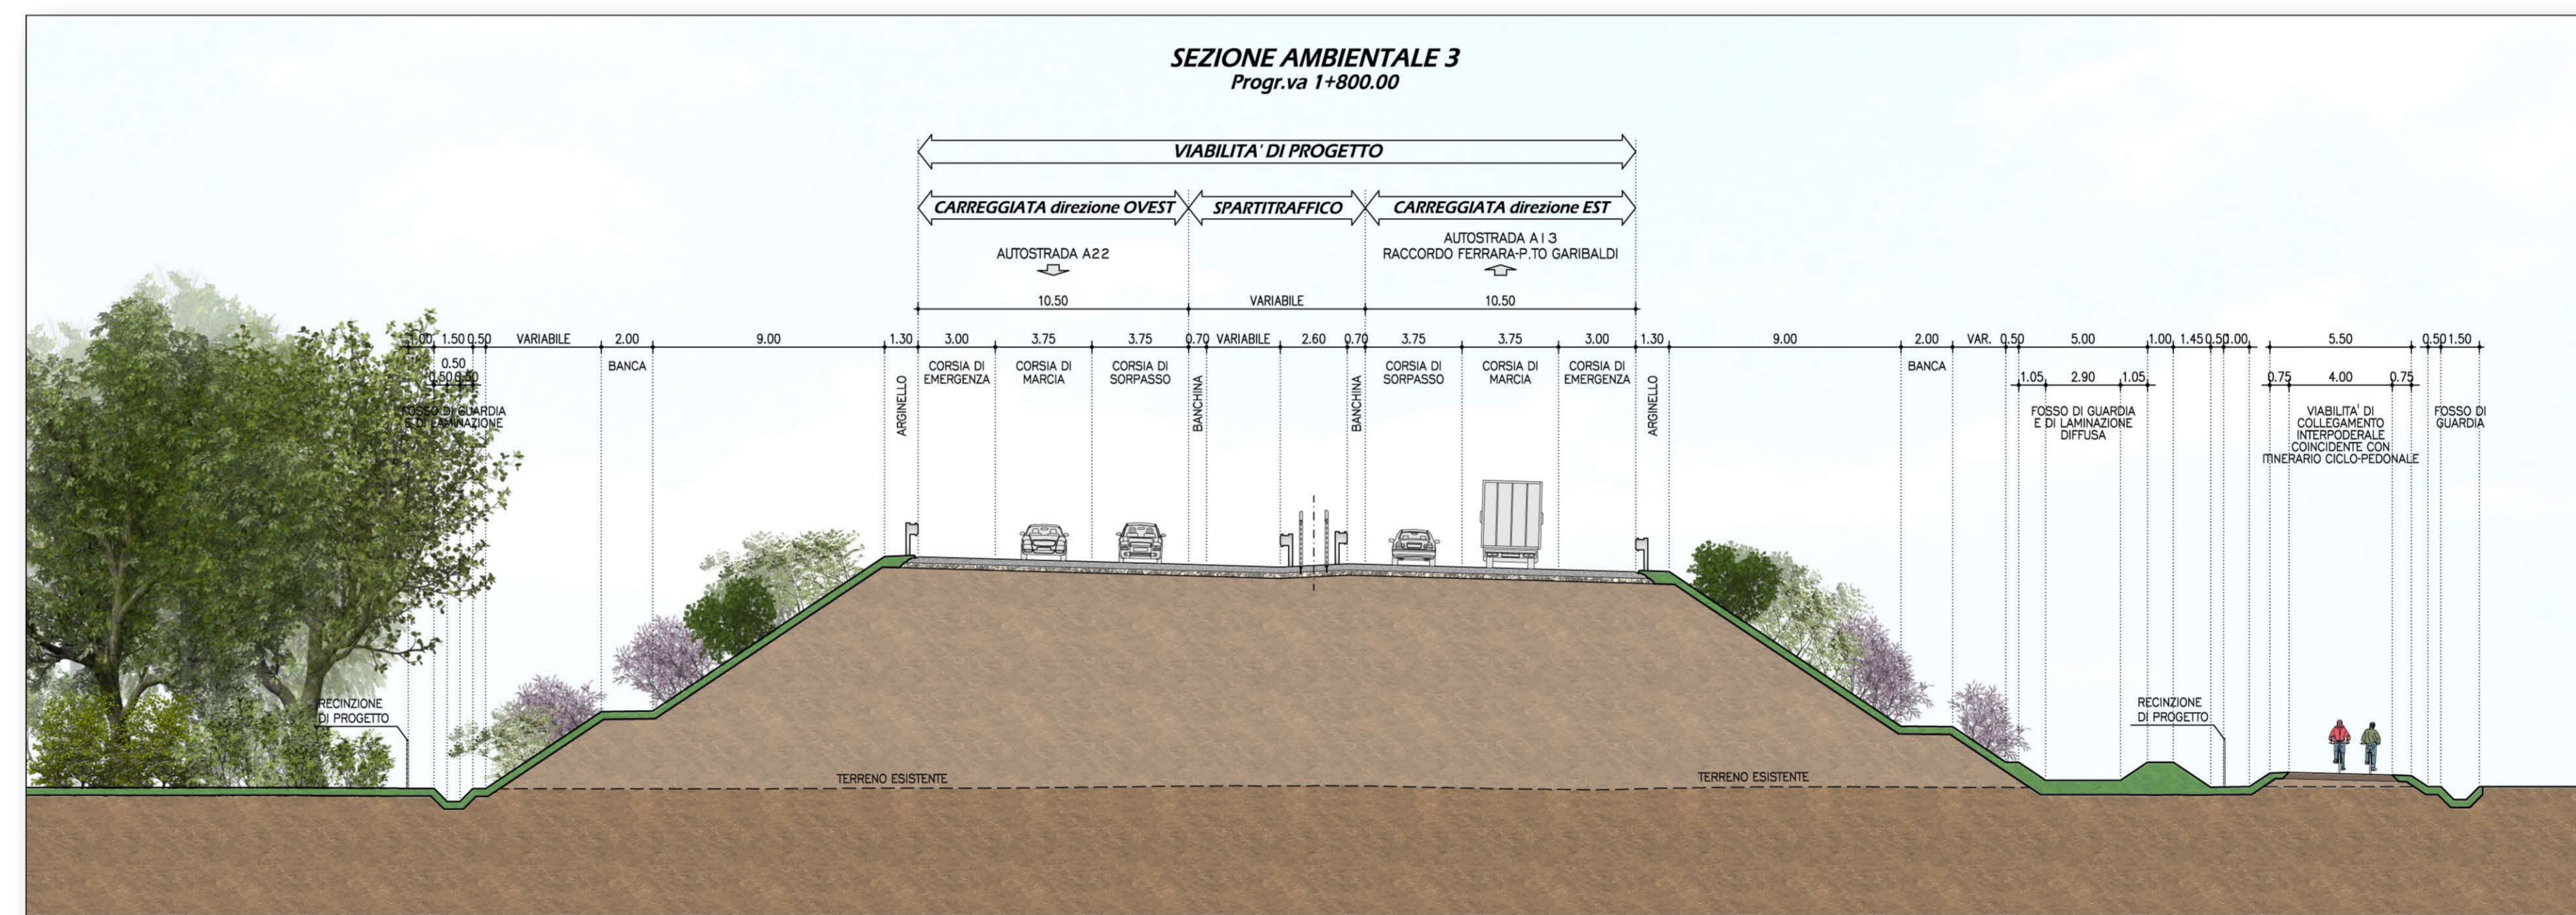 SEZIONE AMBIENTALE 3
Progr.va 1+800.00
VIABILITA' DI PROGETTO
CARREGGIATA direzione OVEST
SPARTITRAFFICO
CARREGGIATA direzione EST
AUTOSTRADA A22
AUTOSTRADA A13
RACCORDO FERRARA-P.TO GARIBALDI
10.50
VARIABILE
10.50
1.00 1.50 0.50 VARIABILE 2.00 9.00 1.30 3.00 3.75 3.75 0.70 VARIABILE 2.60 0.70 3.75 3.75 3.00 1.30 9.00 2.00 VAR. 0.50 5.00 1.00 1.45 0.50 1.00 5.50 0.50 1.50
0.50
0.50 0.50
BANCA
ARGINELLO
CORSIA DI
EMERGENZA
CORSIA DI
MARCIA
CORSIA DI
SORPASSO
BANCHINA
BANCHINA
CORSIA DI
SORPASSO
CORSIA DI
MARCIA
CORSIA DI
EMERGENZA
ARGINELLO
BANCA
1.05 2.90 1.05
0.75 4.00 0.75
FOSSO DI GUARDIA
E DI LAMINAZIONE
FOSSO DI GUARDIA
E DI LAMINAZIONE
DIFFUSA
VIABILITA' DI
COLLEGAMENTO
INTERPODERALE
COINCIDENTE CON
ITINERARIO CICLO-PEDONALE
FOSSO DI
GUARDIA
RECINZIONE
DI PROGETTO
RECINZIONE
DI PROGETTO
TERRENO ESISTENTE
TERRENO ESISTENTE